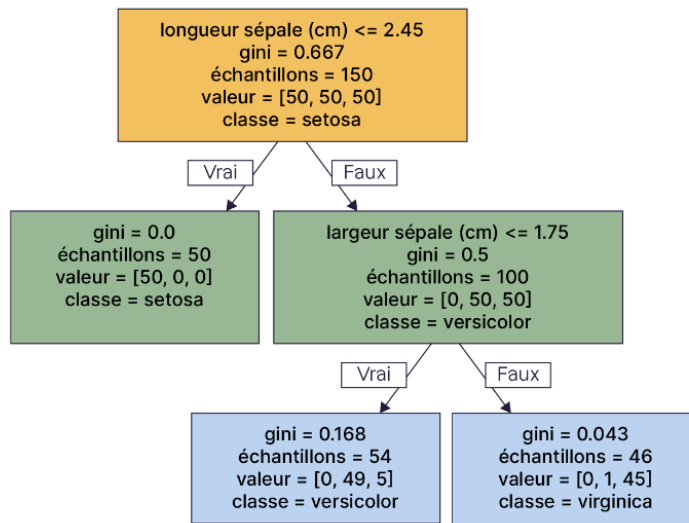 longueur sépale (cm) <= 2.45
gini = 0.667
échantillons = 150
valeur = [50, 50, 50]
classe = setosa
Vrai
Faux
gini = 0.0
échantillons = 50
valeur = [50, 0, 0]
classe = setosa
largeur sépale (cm) <= 1.75
gini = 0.5
échantillons = 100
valeur = [0, 50, 50]
classe = versicolor
Vrai
Faux
gini = 0.168
échantillons = 54
valeur = [0, 49, 5]
classe = versicolor
gini = 0.043
échantillons = 46
valeur = [0, 1, 45]
classe = virginica